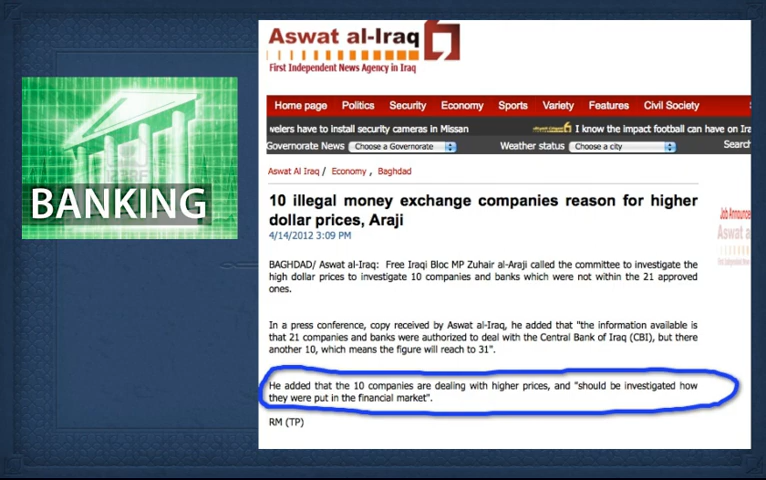 Aswat al-Iraq
First Independent News Agency in Iraq
BANKING
Home page Politics Security Economy Sports Variety Features Civil Society
welers have to install security cameras in Missan I know the impact football can have on Ira
Governorate News Choose a Governorate Weather status Choose a city Search
Aswat Al Iraq / Economy , Baghdad
10 illegal money exchange companies reason for higher
dollar prices, Araji
4/14/2012 3:09 PM
Job Announce
Aswat a
BAGHDAD/ Aswat al-Iraq: Free Iraqi Bloc MP Zuhair al-Araji called the committee to investigate the
high dollar prices to investigate 10 companies and banks which were not within the 21 approved
ones.
In a press conference, copy received by Aswat al-Iraq, he added that "the information available is
that 21 companies and banks were authorized to deal with the Central Bank of Iraq (CBI), but there
another 10, which means the figure will reach to 31".
He added that the 10 companies are dealing with higher prices, and "should be investigated how
they were put in the financial market".
RM (TP)